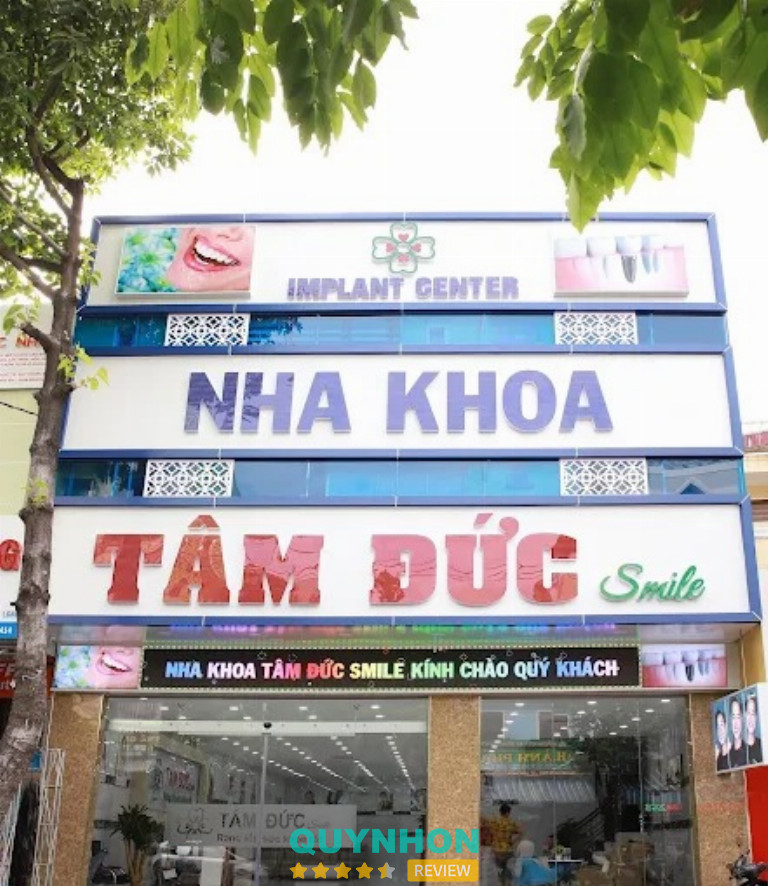 IMPLANT CENTER
NHA KHOA
TÂM ĐỨC Smile
NHA KHOA TÂM ĐỨC SMILE KÍNH CHÀO QUÝ KHÁCH
TÂM ĐỨC
QUYNHON
REVIEW